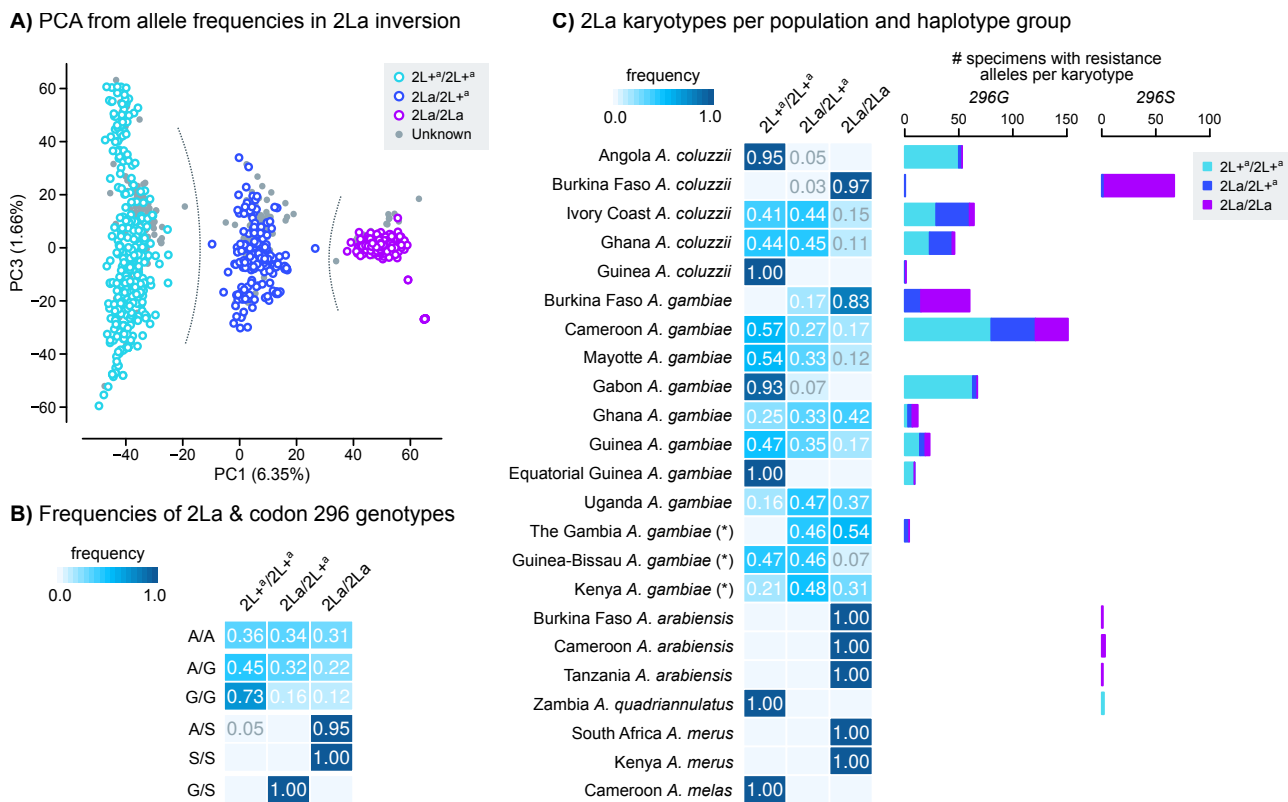 A) PCA from allele frequencies in 2La inversion
2L+ᵃ/2L+ᵃ
2La/2L+ᵃ
2La/2La
Unknown
PC3 (1.66%)
60
40
20
0
−20
−40
−60
−40 −20 0 20 40 60
PC1 (6.35%)
B) Frequencies of 2La & codon 296 genotypes
frequency
0.0 1.0
2L+ᵃ/2L+ᵃ 2La/2L+ᵃ 2La/2La
A/A 0.36 0.34 0.31
A/G 0.45 0.32 0.22
G/G 0.73 0.16 0.12
A/S 0.05 0.95
S/S 1.00
G/S 1.00
C) 2La karyotypes per population and haplotype group
frequency
0.0 1.0
2L+ᵃ/2L+ᵃ 2La/2L+ᵃ 2La/2La
# specimens with resistance
alleles per karyotype
296G 296S
0 50 100 150 0 50 100
2L+ᵃ/2L+ᵃ
2La/2L+ᵃ
2La/2La
Angola A. coluzzii 0.95 0.05
Burkina Faso A. coluzzii 0.03 0.97
Ivory Coast A. coluzzii 0.41 0.44 0.15
Ghana A. coluzzii 0.44 0.45 0.11
Guinea A. coluzzii 1.00
Burkina Faso A. gambiae 0.17 0.83
Cameroon A. gambiae 0.57 0.27 0.17
Mayotte A. gambiae 0.54 0.33 0.12
Gabon A. gambiae 0.93 0.07
Ghana A. gambiae 0.25 0.33 0.42
Guinea A. gambiae 0.47 0.35 0.17
Equatorial Guinea A. gambiae 1.00
Uganda A. gambiae 0.16 0.47 0.37
The Gambia A. gambiae (*) 0.46 0.54
Guinea-Bissau A. gambiae (*) 0.47 0.46 0.07
Kenya A. gambiae (*) 0.21 0.48 0.31
Burkina Faso A. arabiensis 1.00
Cameroon A. arabiensis 1.00
Tanzania A. arabiensis 1.00
Zambia A. quadriannulatus 1.00
South Africa A. merus 1.00
Kenya A. merus 1.00
Cameroon A. melas 1.00